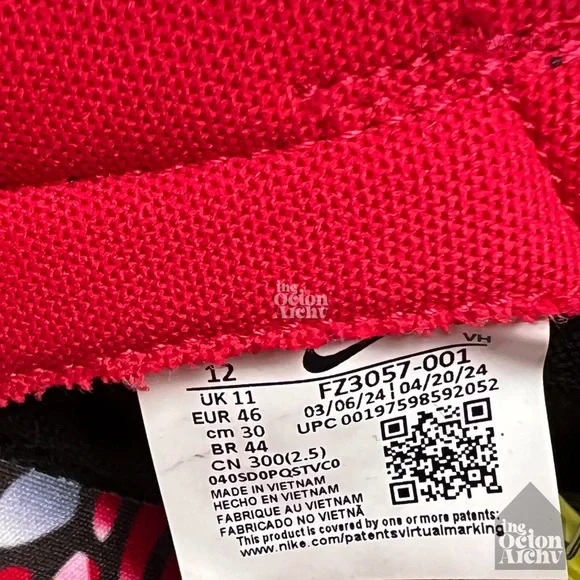 the
Octon
Archv
VH
12
FZ3057-001
UK 11
03/06/24 | 04/20/24
EUR 46
UPC 00197598592052
cm 30
BR 44
CN 300(2.5)
040SD0PQSTVC0
MADE IN VIETNAM
HECHO EN VIETNAM
FABRIQUE AU VIETNAM
FABRICADO NO VIETNÃ
This product is covered by one or more patents:
www.nike.com/patentsvirtualmarking
the
Octon
Archv